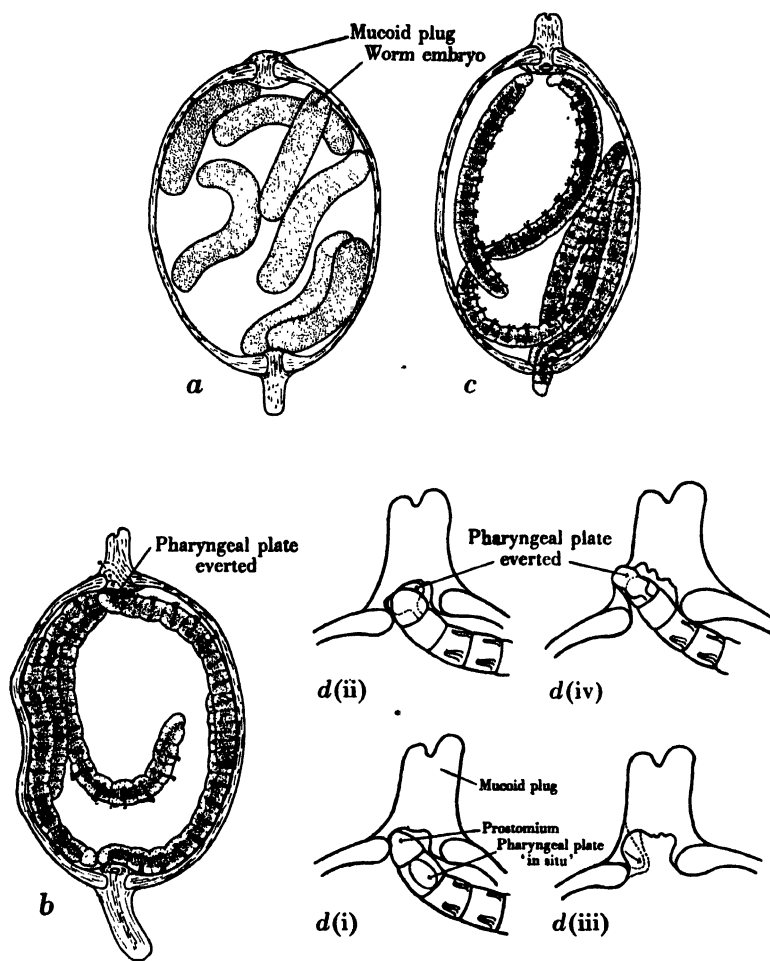 Mucoid plug
Worm embryo
a
c
Pharyngeal plate
everted
b
Pharyngeal plate
everted
d(ii)
d(iv)
Mucoid plug
Prostomium
Pharyngeal plate
'in situ'
d(i)
d(iii)